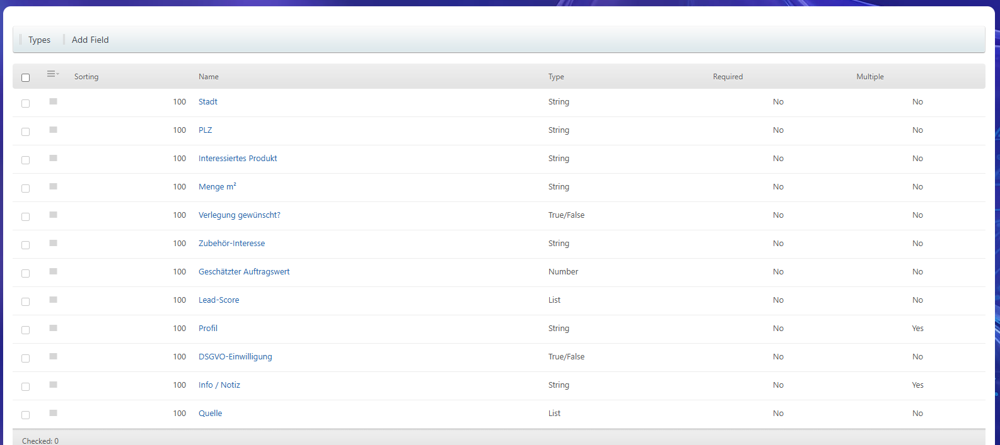 Types Add Field
Sorting Name Type Required Multiple
100 Stadt String No No
100 PLZ String No No
100 Interessiertes Produkt String No No
100 Menge m² String No No
100 Verlegung gewünscht? True/False No No
100 Zubehör-Interesse String No No
100 Geschätzter Auftragswert Number No No
100 Lead-Score List No No
100 Profil String No Yes
100 DSGVO-Einwilligung True/False No No
100 Info / Notiz String No Yes
100 Quelle List No No
Checked: 0